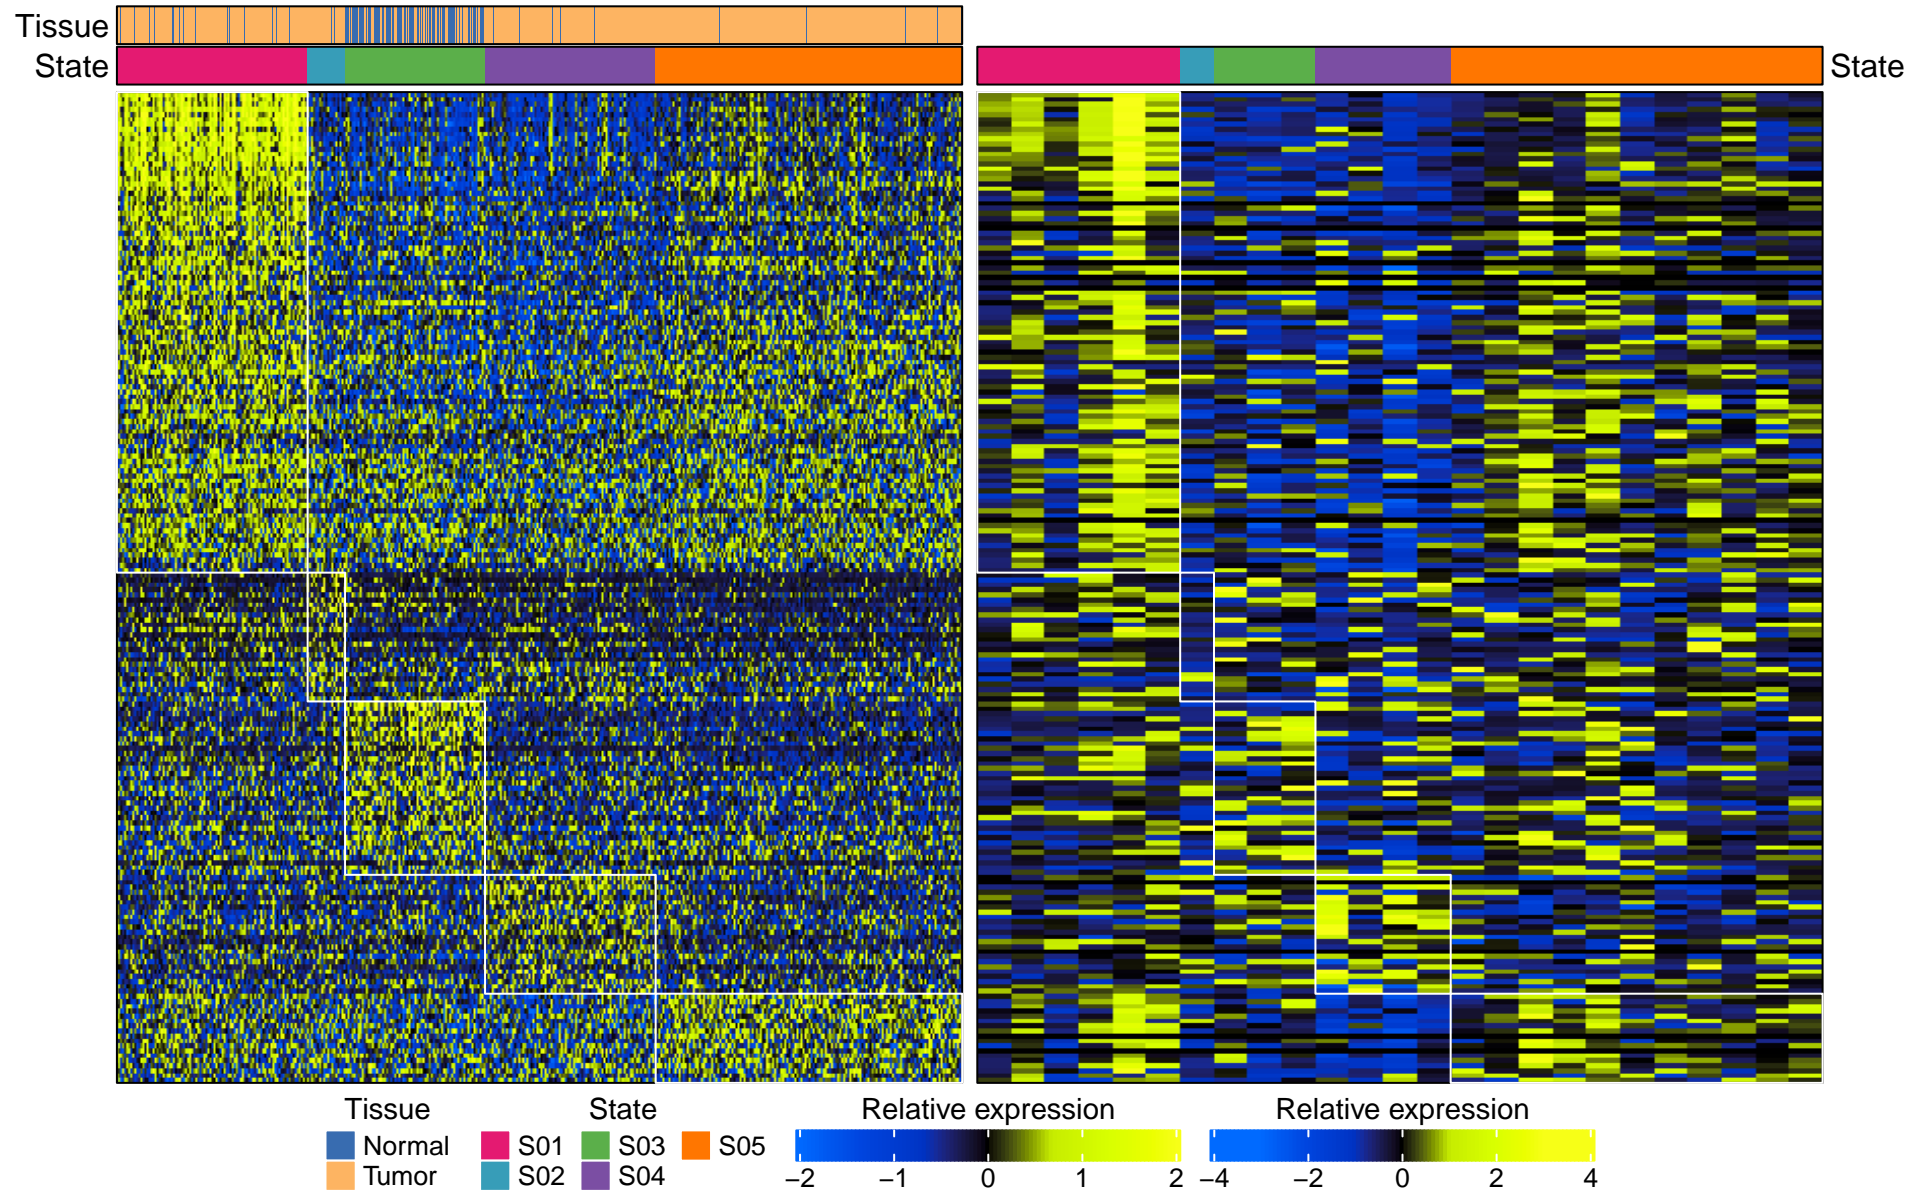 Tissue
State
State
Tissue State Relative expression Relative expression
Normal S01 S03 S05
Tumor S02 S04
−2 −1 0 1 2 −4 −2 0 2 4